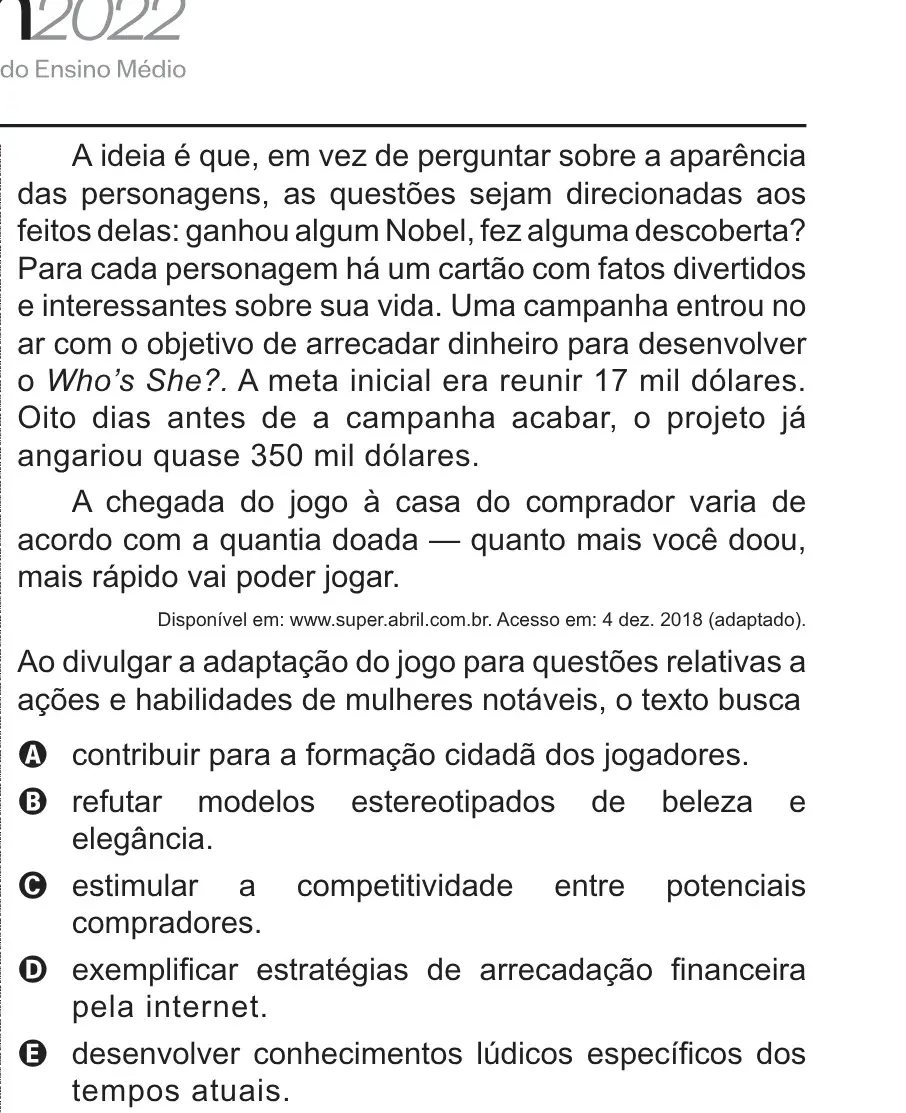 2022
do Ensino Médio
A ideia é que, em vez de perguntar sobre a aparência
das personagens, as questões sejam direcionadas aos
feitos delas: ganhou algum Nobel, fez alguma descoberta?
Para cada personagem há um cartão com fatos divertidos
e interessantes sobre sua vida. Uma campanha entrou no
ar com o objetivo de arrecadar dinheiro para desenvolver
o Who's She?. A meta inicial era reunir 17 mil dólares.
Oito dias antes de a campanha acabar, o projeto já
angariou quase 350 mil dólares.
A chegada do jogo à casa do comprador varia de
acordo com a quantia doada — quanto mais você doou,
mais rápido vai poder jogar.
Disponível em: www.super.abril.com.br. Acesso em: 4 dez. 2018 (adaptado).
Ao divulgar a adaptação do jogo para questões relativas a
ações e habilidades de mulheres notáveis, o texto busca
A contribuir para a formação cidadã dos jogadores.
B refutar modelos estereotipados de beleza e
elegância.
C estimular a competitividade entre potenciais
compradores.
D exemplificar estratégias de arrecadação financeira
pela internet.
E desenvolver conhecimentos lúdicos específicos dos
tempos atuais.